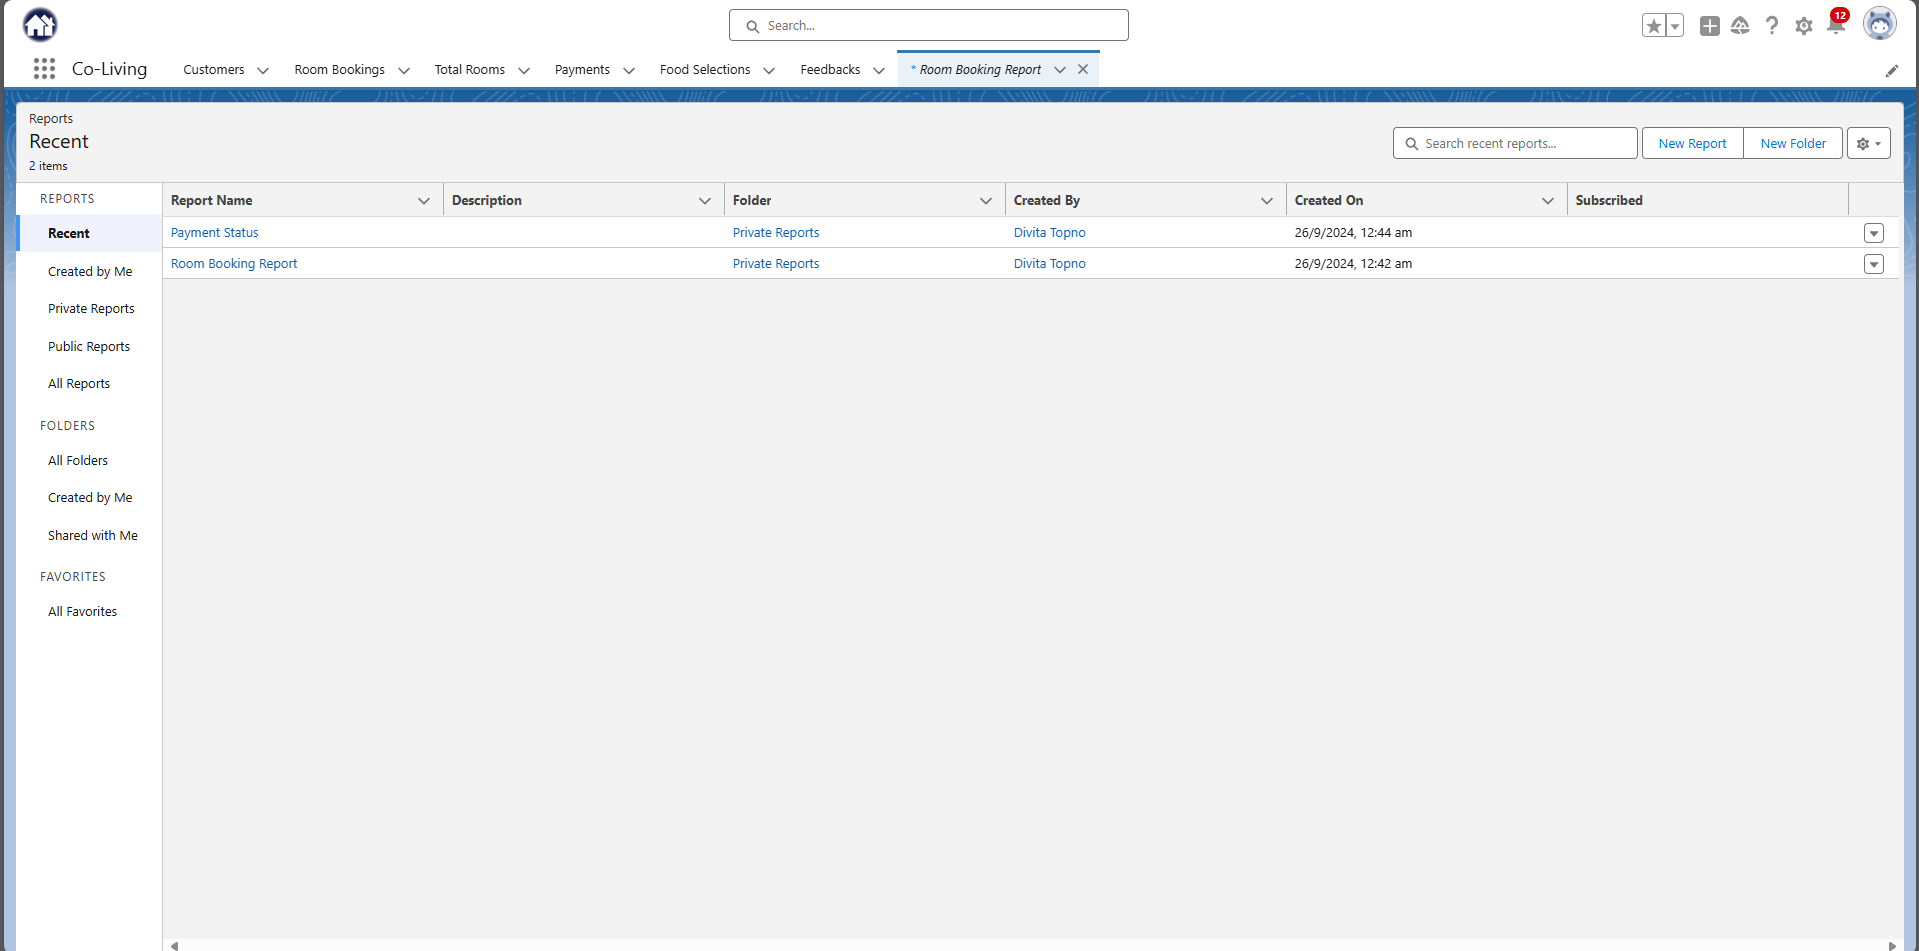 Search...
12
Co-Living Customers Room Bookings Total Rooms Payments Food Selections Feedbacks * Room Booking Report
Reports
Recent
2 items
Search recent reports...
New Report
New Folder
REPORTS
Recent
Created by Me
Private Reports
Public Reports
All Reports
FOLDERS
All Folders
Created by Me
Shared with Me
FAVORITES
All Favorites
Report Name Description Folder Created By Created On Subscribed
Payment Status Private Reports Divita Topno 26/9/2024, 12:44 am
Room Booking Report Private Reports Divita Topno 26/9/2024, 12:42 am